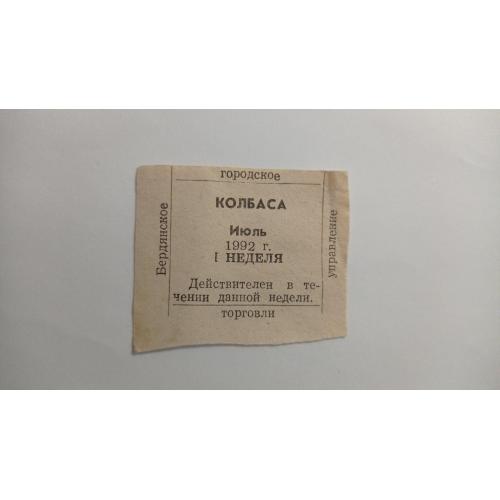 Бердянское
городское
управление
торговли
КОЛБАСА
Июль
1992 г.
I НЕДЕЛЯ
Действителен в те-
чении данной недели.